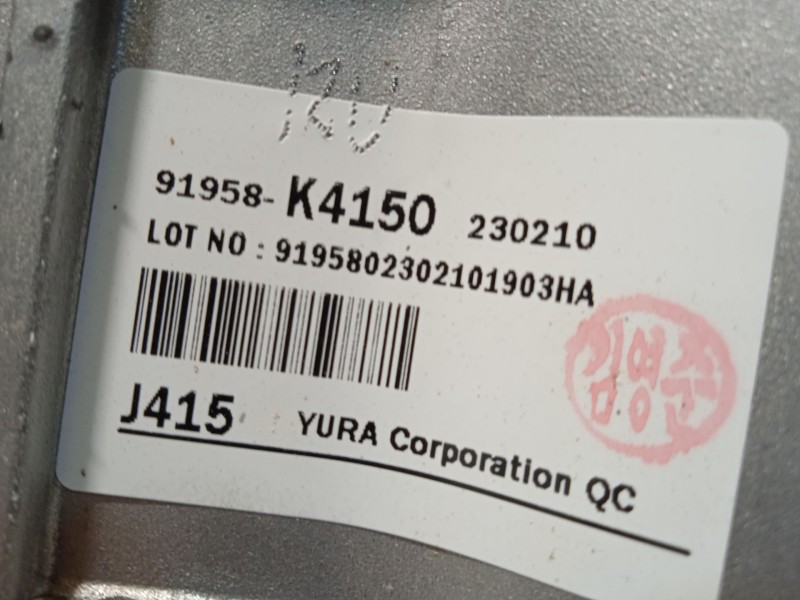 91958-K4150 230210
LOT NO : 9195802302101903HA
김영준
J415 YURA Corporation QC